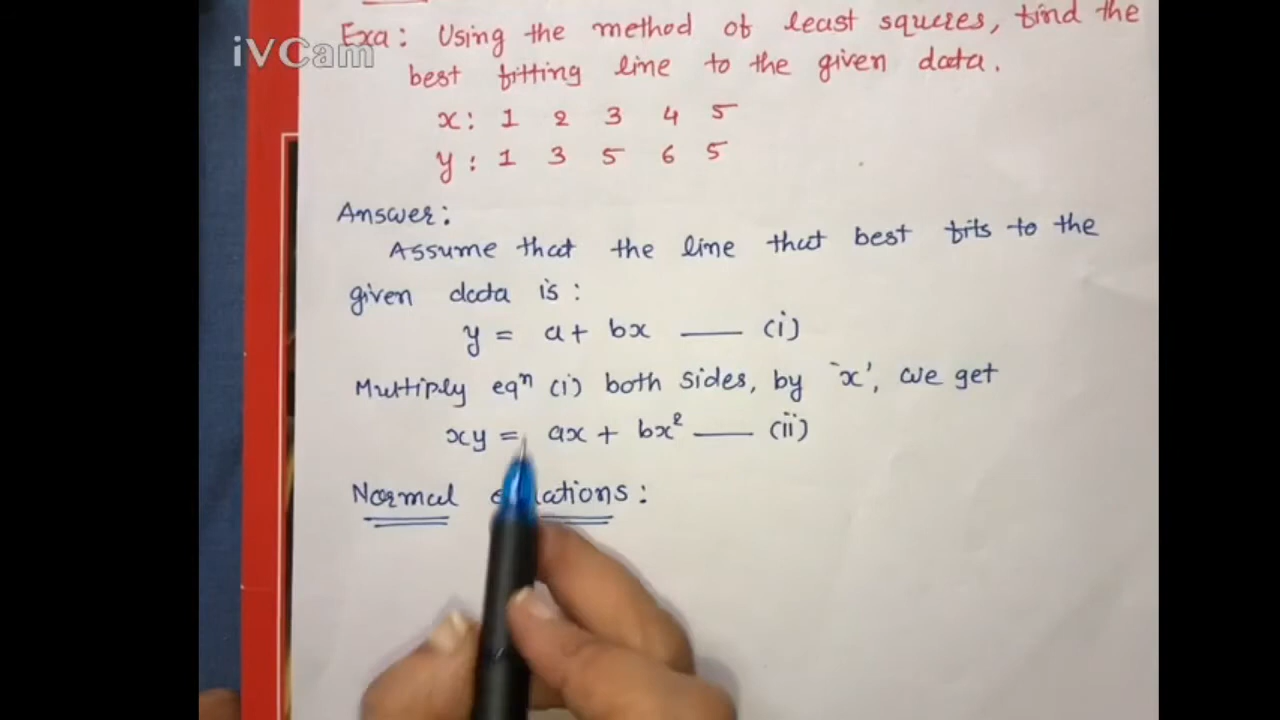 iVCam
Exa: Using the method of least squares, find the
best fitting line to the given data.
x: 1 2 3 4 5
y: 1 3 5 6 5
Answer:
Assume that the line that best fits to the
given data is:
y = a + bx —— (i)
Multiply eqⁿ (i) both sides, by 'x', we get
xy = ax + bx² —— (ii)
Normal :